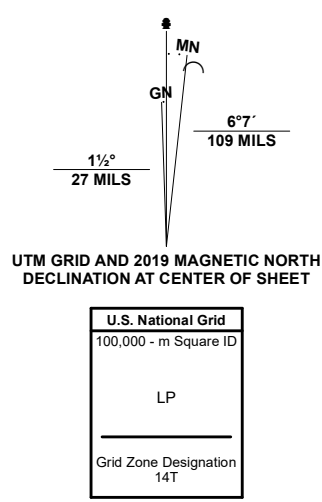 MN
GN
6°7´
109 MILS
1½°
27 MILS
UTM GRID AND 2019 MAGNETIC NORTH
DECLINATION AT CENTER OF SHEET
U.S. National Grid
100,000 - m Square ID
LP
Grid Zone Designation
14T